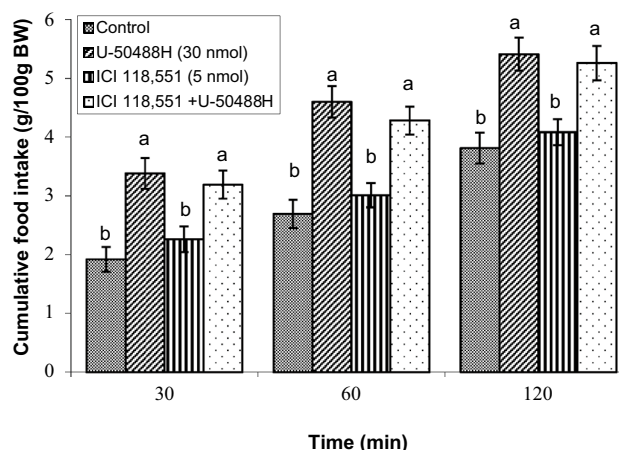 Cumulative food intake (g/100g BW)
6
5
4
3
2
1
0
Control
U-50488H (30 nmol)
ICI 118,551 (5 nmol)
ICI 118,551 +U-50488H
b
a
b
a
b
a
b
a
b
a
b
a
30
60
120
Time (min)